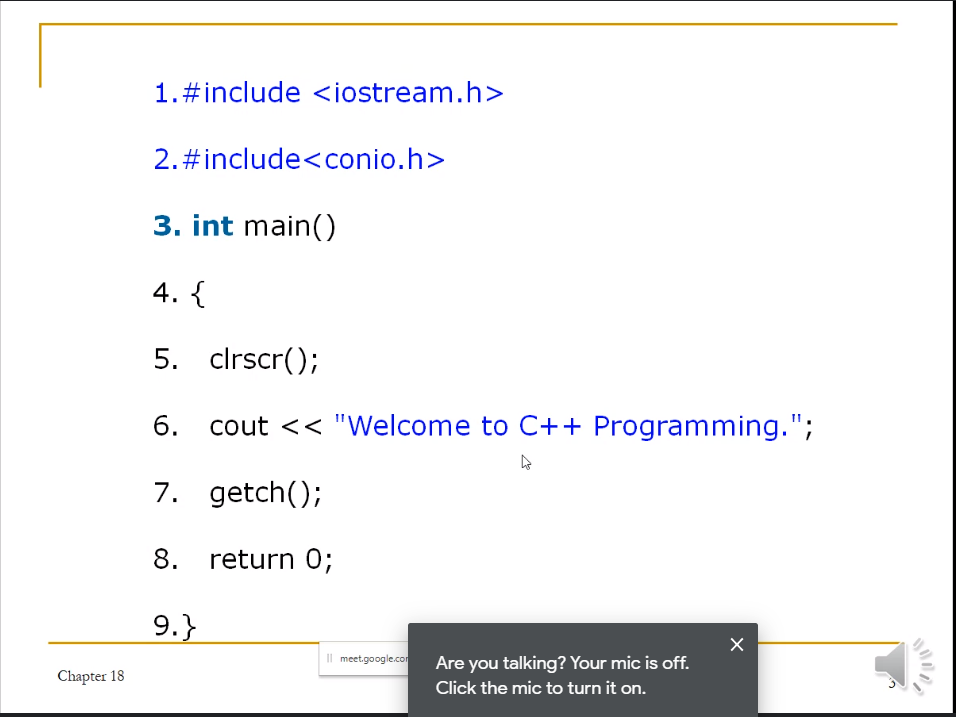 1.#include <iostream.h>
2.#include<conio.h>
3. int main()
4. {
5. clrscr();
6. cout << "Welcome to C++ Programming.";
7. getch();
8. return 0;
9.}
Chapter 18
meet.google.co
Are you talking? Your mic is off.
Click the mic to turn it on.
3